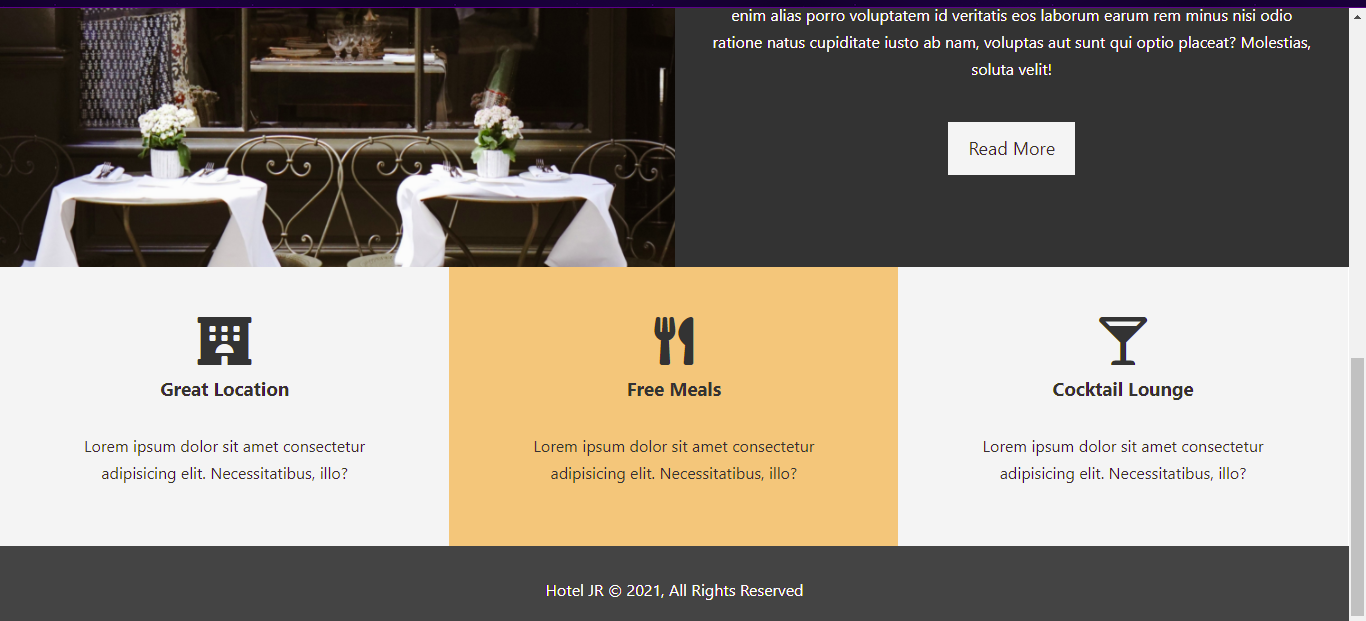 enim alias porro voluptatem id veritatis eos laborum earum rem minus nisi odio
ratione natus cupiditate iusto ab nam, voluptas aut sunt qui optio placeat? Molestias,
soluta velit!
Read More
Great Location
Lorem ipsum dolor sit amet consectetur
adipisicing elit. Necessitatibus, illo?
Free Meals
Lorem ipsum dolor sit amet consectetur
adipisicing elit. Necessitatibus, illo?
Cocktail Lounge
Lorem ipsum dolor sit amet consectetur
adipisicing elit. Necessitatibus, illo?
Hotel JR © 2021, All Rights Reserved